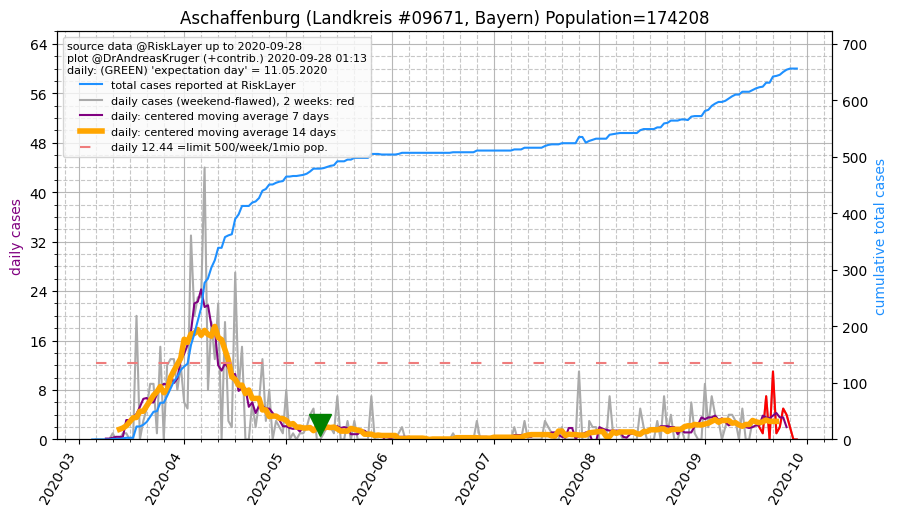 Aschaffenburg (Landkreis #09671, Bayern) Population=174208
source data @RiskLayer up to 2020-09-28
plot @DrAndreasKruger (+contrib.) 2020-09-28 01:13
daily: (GREEN) 'expectation day' = 11.05.2020
total cases reported at RiskLayer
daily cases (weekend-flawed), 2 weeks: red
daily: centered moving average 7 days
daily: centered moving average 14 days
daily 12.44 =limit 500/week/1mio pop.
daily cases
64
56
48
40
32
24
16
8
0
cumulative total cases
700
600
500
400
300
200
100
0
2020-03
2020-04
2020-05
2020-06
2020-07
2020-08
2020-09
2020-10